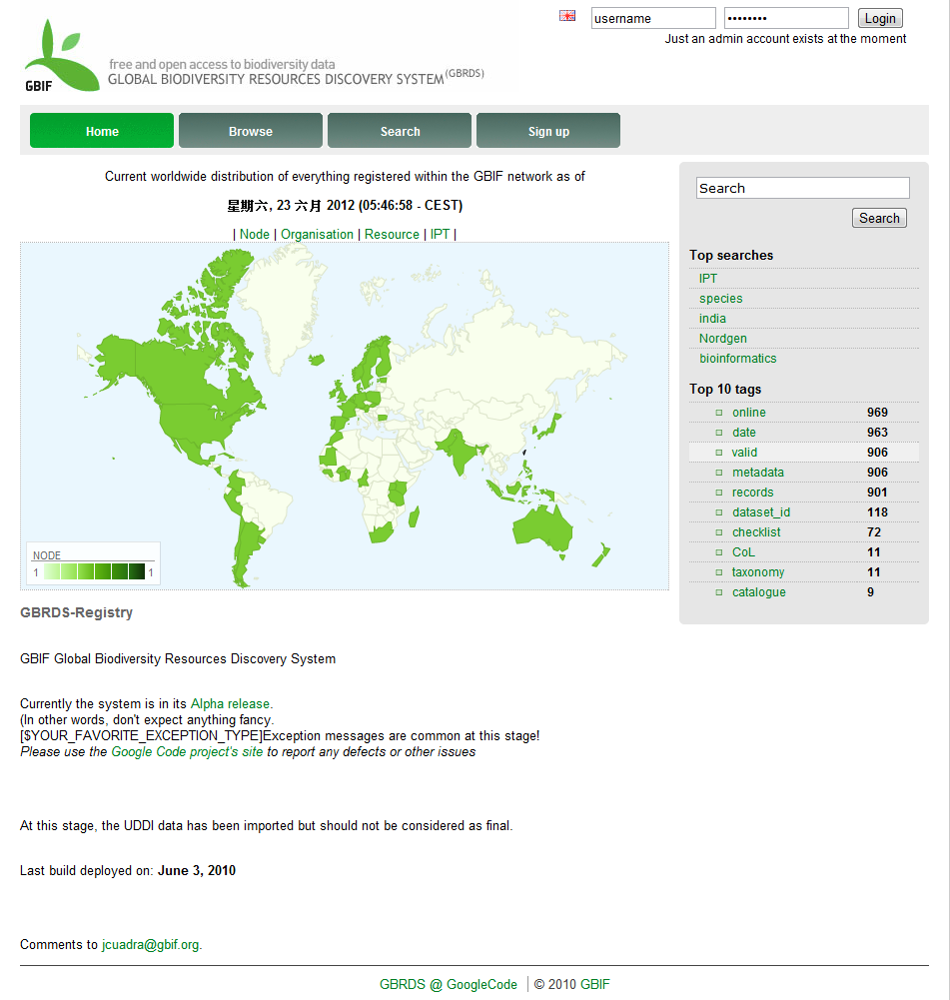 username
••••••••
Login
Just an admin account exists at the moment
GBIF
free and open access to biodiversity data
GLOBAL BIODIVERSITY RESOURCES DISCOVERY SYSTEM(GBRDS)
Home
Browse
Search
Sign up
Current worldwide distribution of everything registered within the GBIF network as of
星期六, 23 六月 2012 (05:46:58 - CEST)
| Node | Organisation | Resource | IPT |
NODE
1 1
Search
Search
Top searches
IPT
species
india
Nordgen
bioinformatics
Top 10 tags
online 969
date 963
valid 906
metadata 906
records 901
dataset_id 118
checklist 72
CoL 11
taxonomy 11
catalogue 9
GBRDS-Registry
GBIF Global Biodiversity Resources Discovery System
Currently the system is in its Alpha release.
(In other words, don't expect anything fancy.
[$YOUR_FAVORITE_EXCEPTION_TYPE]Exception messages are common at this stage!
Please use the Google Code project's site to report any defects or other issues
At this stage, the UDDI data has been imported but should not be considered as final.
Last build deployed on: June 3, 2010
Comments to jcuadra@gbif.org.
GBRDS @ GoogleCode | © 2010 GBIF